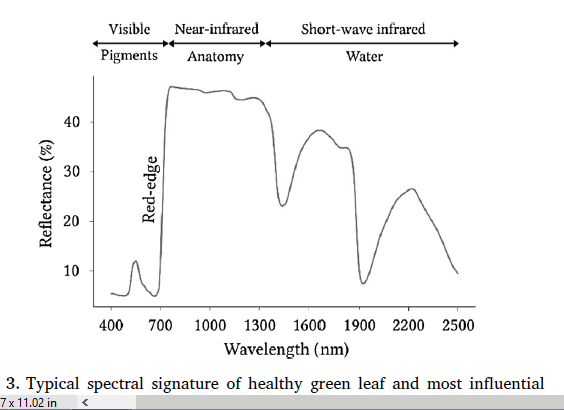 Visible Near-infrared Short-wave infrared
Pigments Anatomy Water
40
30
20
10
Reflectance (%)
Red-edge
400 700 1000 1300 1600 1900 2200 2500
Wavelength (nm)
3. Typical spectral signature of healthy green leaf and most influential
7 x 11.02 in <